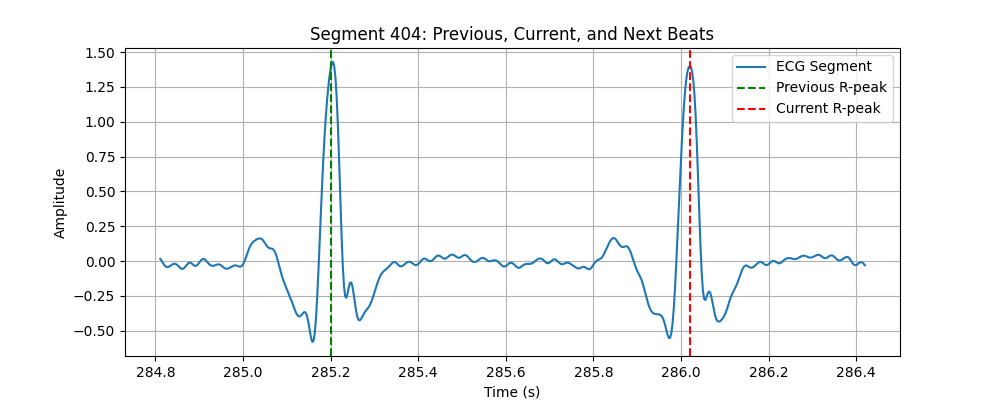 Segment 404: Previous, Current, and Next Beats
1.50
1.25
1.00
0.75
0.50
0.25
0.00
−0.25
−0.50
Amplitude
ECG Segment
Previous R-peak
Current R-peak
284.8 285.0 285.2 285.4 285.6 285.8 286.0 286.2 286.4
Time (s)